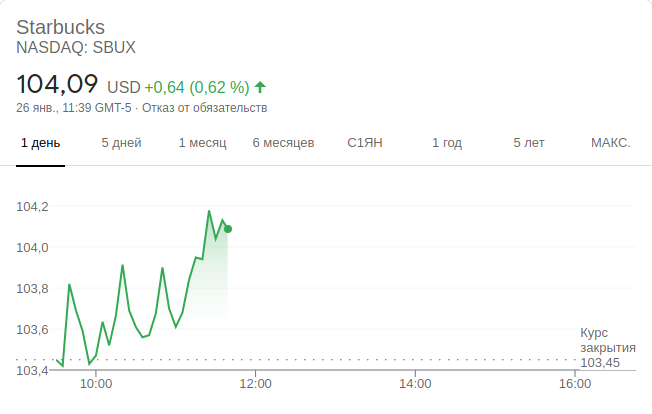 Starbucks
NASDAQ: SBUX
104,09 USD +0,64 (0,62 %)
26 янв., 11:39 GMT-5 · Отказ от обязательств
1 день 5 дней 1 месяц 6 месяцев С1ЯН 1 год 5 лет МАКС.
104,2
104,0
103,8
103,6
Курс
закрытия
103,45
103,4
10:00 12:00 14:00 16:00